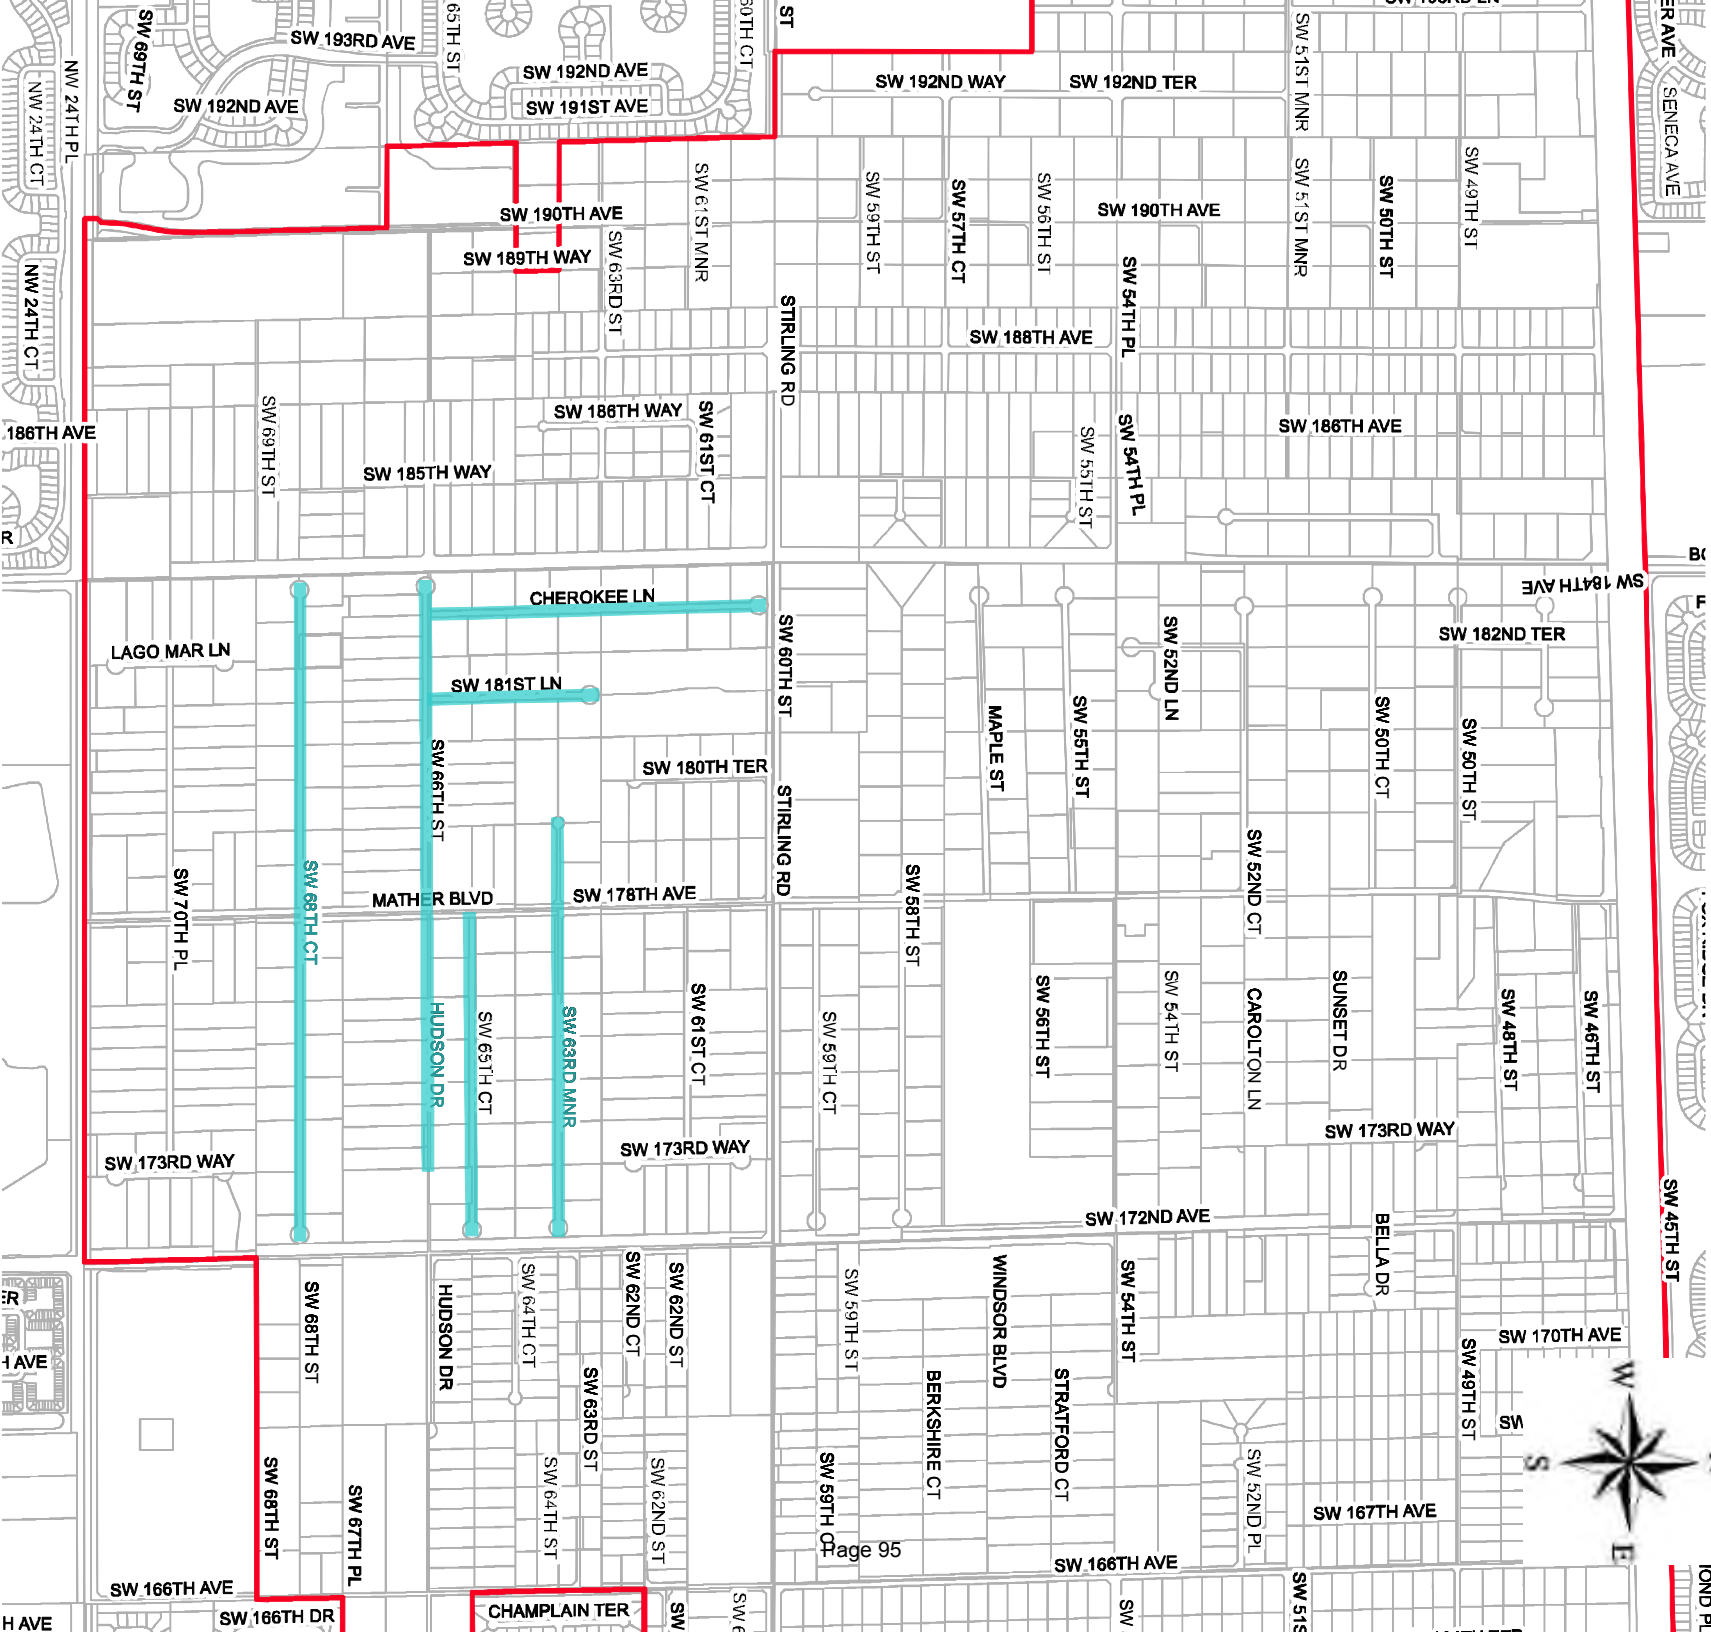 SW 193RD AVE
SW 69TH ST
65TH ST
60TH CT
ST
SW 51ST MNR
NW 24TH PL
NW 24TH CT
SW 192ND AVE
SW 192ND AVE
SW 191ST AVE
SW 192ND WAY
SW 192ND TER
ER AVE
SENECA AVE
SW 190TH AVE
SW 189TH WAY
SW 63RD ST
SW 61ST MNR
SW 59TH ST
SW 57TH CT
SW 56TH ST
SW 190TH AVE
SW 51ST MNR
SW 50TH ST
SW 49TH ST
NW 24TH CT
STIRLING RD
SW 54TH PL
SW 188TH AVE
186TH AVE
SW 69TH ST
SW 186TH WAY
SW 61ST CT
SW 185TH WAY
SW 55TH ST
SW 54TH PL
SW 186TH AVE
R
SW 184TH AVE
CHEROKEE LN
LAGO MAR LN
SW 60TH ST
SW 52ND LN
SW 182ND TER
SW 181ST LN
SW 66TH ST
MAPLE ST
SW 55TH ST
SW 50TH CT
SW 50TH ST
SW 180TH TER
STIRLING RD
SW 70TH PL
SW 68TH CT
MATHER BLVD
SW 178TH AVE
SW 58TH ST
SW 52ND CT
HUDSON DR
SW 65TH CT
SW 63RD MNR
SW 61ST CT
SW 59TH CT
SW 56TH ST
SW 54TH ST
CAROLTON LN
SUNSET DR
SW 48TH ST
SW 46TH ST
SW 173RD WAY
SW 173RD WAY
SW 173RD WAY
SW 172ND AVE
BELLA DR
SW 45TH ST
ER
H AVE
SW 68TH ST
HUDSON DR
SW 64TH CT
SW 62ND CT
SW 62ND ST
SW 63RD ST
SW 59TH ST
WINDSOR BLVD
SW 54TH ST
SW 170TH AVE
SW 49TH ST
BERKSHIRE CT
STRATFORD CT
SW
W
S
E
SW 68TH ST
SW 67TH PL
SW 64TH ST
SW 62ND ST
SW 59TH C
SW 52ND PL
SW 167TH AVE
Page 95
SW 166TH AVE
SW 166TH AVE
SW 166TH DR
CHAMPLAIN TER
H AVE
SW
SW 6
SW
SW 51S